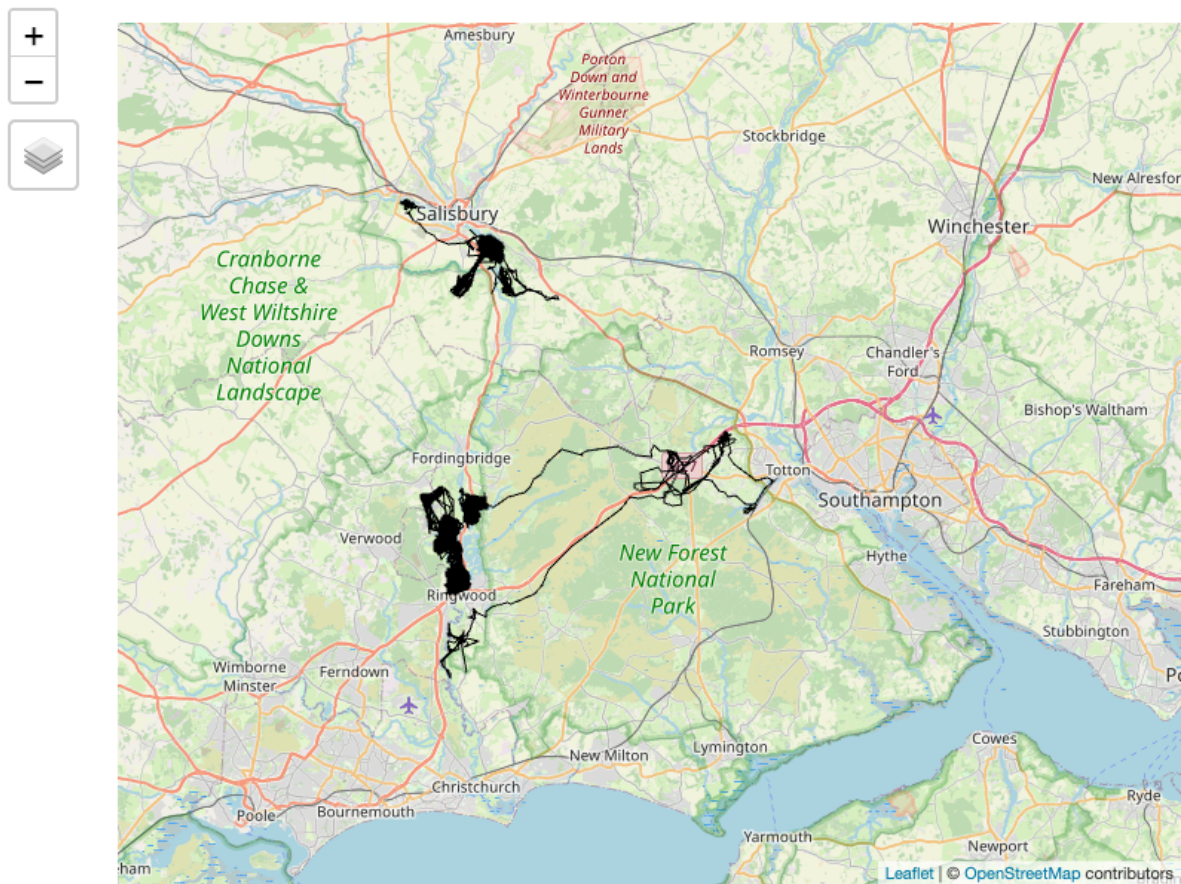 +
Amesbury
−
Porton
Down and
Winterbourne
Gunner
Military
Lands
Stockbridge
New Alresfor
Salisbury
Winchester
Cranborne
Chase &
West Wiltshire
Downs
National
Landscape
Romsey
Chandler's
Ford
Bishop's Waltham
Fordingbridge
Totton
Southampton
Verwood
New Forest
National
Park
Hythe
Ringwood
Fareham
Stubbington
Wimborne
Minster
Ferndown
Po
Cowes
Lymington
New Milton
Christchurch
Ryde
Poole
Bournemouth
Yarmouth
Newport
ham
Leaflet | © OpenStreetMap contributors